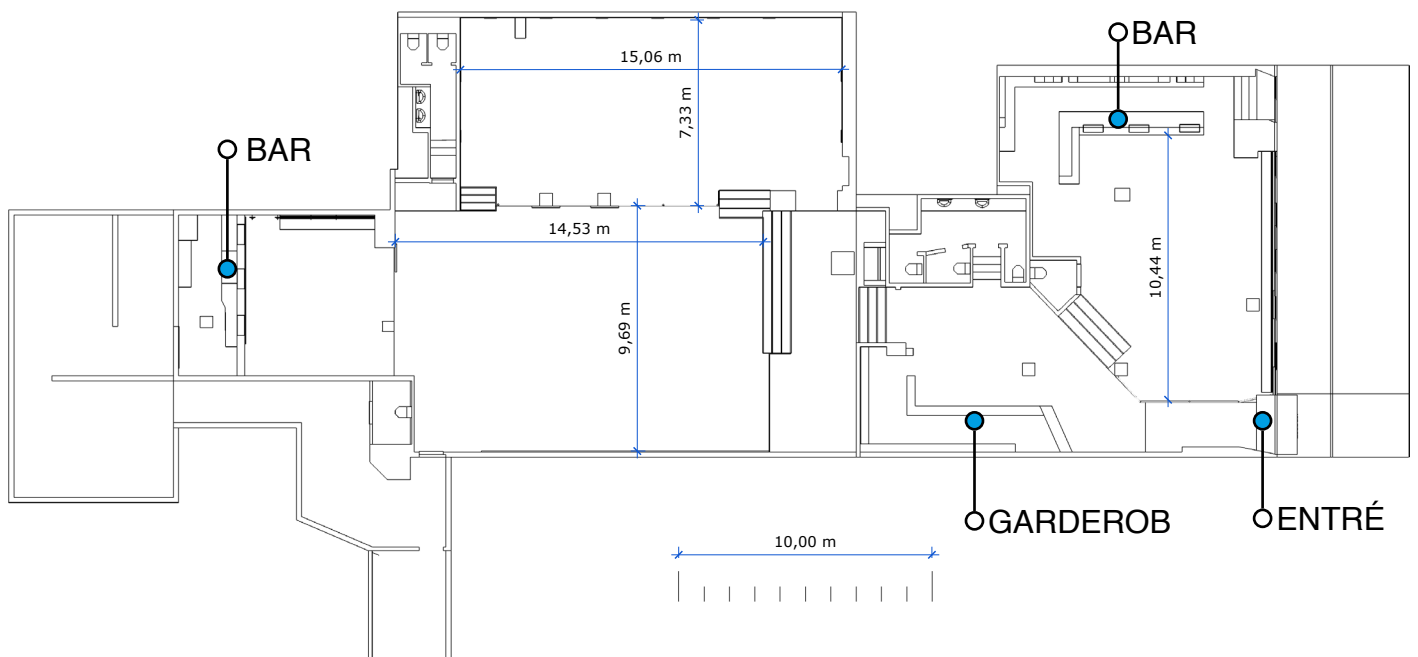 BAR
15,06 m
7,33 m
BAR
14,53 m
10,44 m
9,69 m
GARDEROB
ENTRÉ
10,00 m